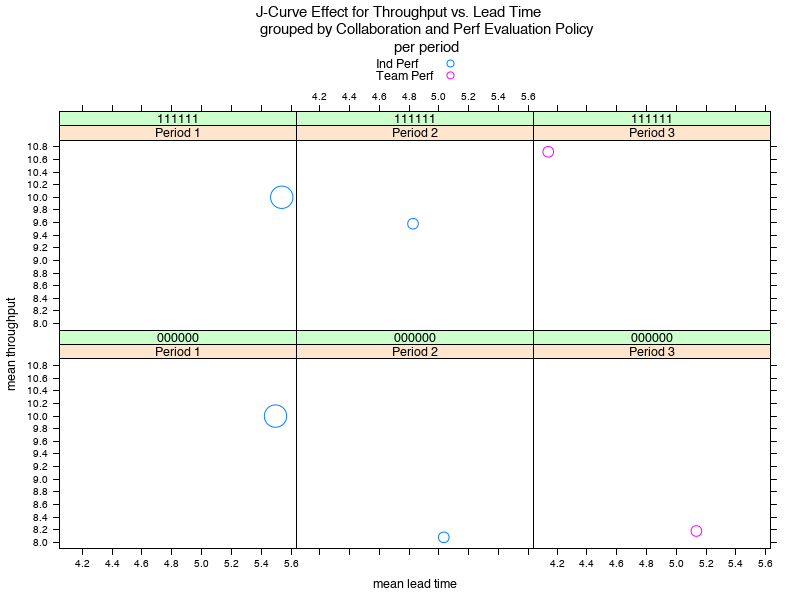 J-Curve Effect for Throughput vs. Lead Time
grouped by Collaboration and Perf Evaluation Policy
per period
Ind Perf
Team Perf
4.2 4.4 4.6 4.8 5.0 5.2 5.4 5.6
111111 111111 111111
Period 1 Period 2 Period 3
10.8
10.6
10.4
10.2
10.0
9.8
9.6
9.4
9.2
9.0
8.8
8.6
8.4
8.2
8.0
mean throughput
000000 000000 000000
Period 1 Period 2 Period 3
10.8
10.6
10.4
10.2
10.0
9.8
9.6
9.4
9.2
9.0
8.8
8.6
8.4
8.2
8.0
4.2 4.4 4.6 4.8 5.0 5.2 5.4 5.6 4.2 4.4 4.6 4.8 5.0 5.2 5.4 5.6
mean lead time